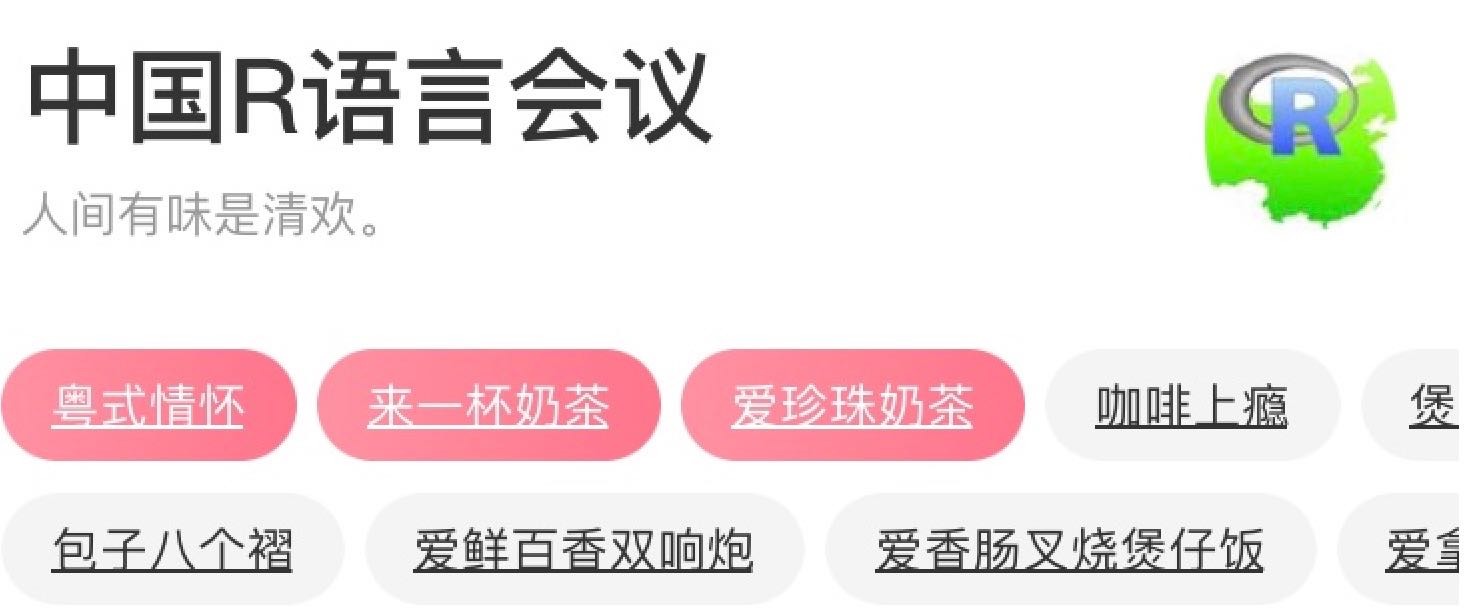 中国R语言会议
R
人间有味是清欢。
粤式情怀 来一杯奶茶 爱珍珠奶茶 咖啡上瘾 煲
包子八个褶 爱鲜百香双响炮 爱香肠叉烧煲仔饭 爱拿